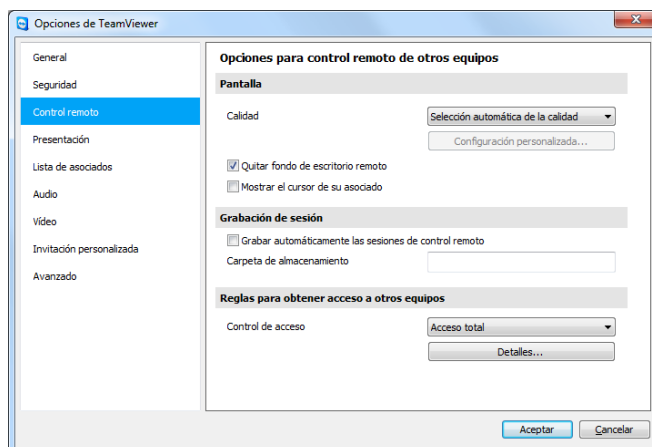 Opciones de TeamViewer
General
Seguridad
Control remoto
Presentación
Lista de asociados
Audio
Vídeo
Invitación personalizada
Avanzado
Opciones para control remoto de otros equipos
Pantalla
Calidad
Selección automática de la calidad
Configuración personalizada...
Quitar fondo de escritorio remoto
Mostrar el cursor de su asociado
Grabación de sesión
Grabar automáticamente las sesiones de control remoto
Carpeta de almacenamiento
Reglas para obtener acceso a otros equipos
Control de acceso
Acceso total
Detalles...
Aceptar
Cancelar